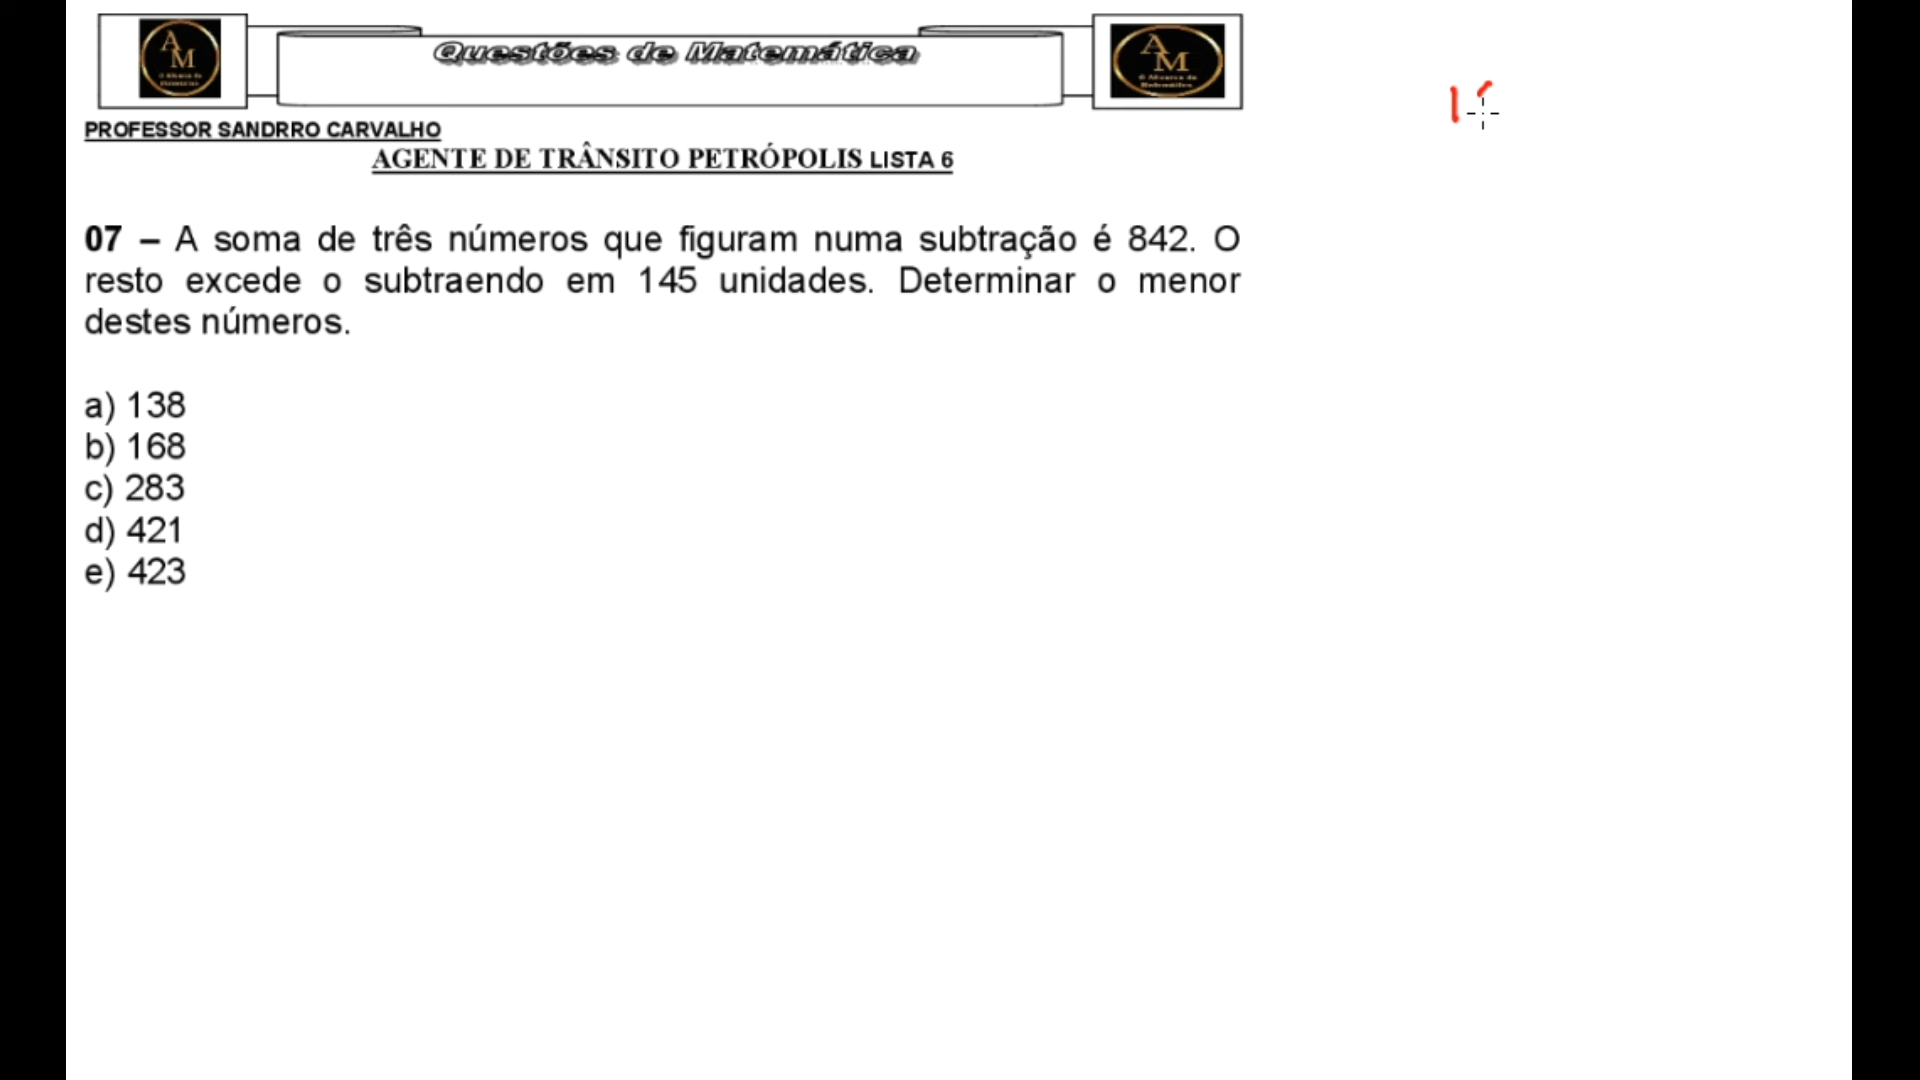 A
M
Questões de Matemática
A
M
PROFESSOR SANDRRO CARVALHO
AGENTE DE TRÂNSITO PETRÓPOLIS LISTA 6
07 – A soma de três números que figuram numa subtração é 842. O
resto excede o subtraendo em 145 unidades. Determinar o menor
destes números.
a) 138
b) 168
c) 283
d) 421
e) 423